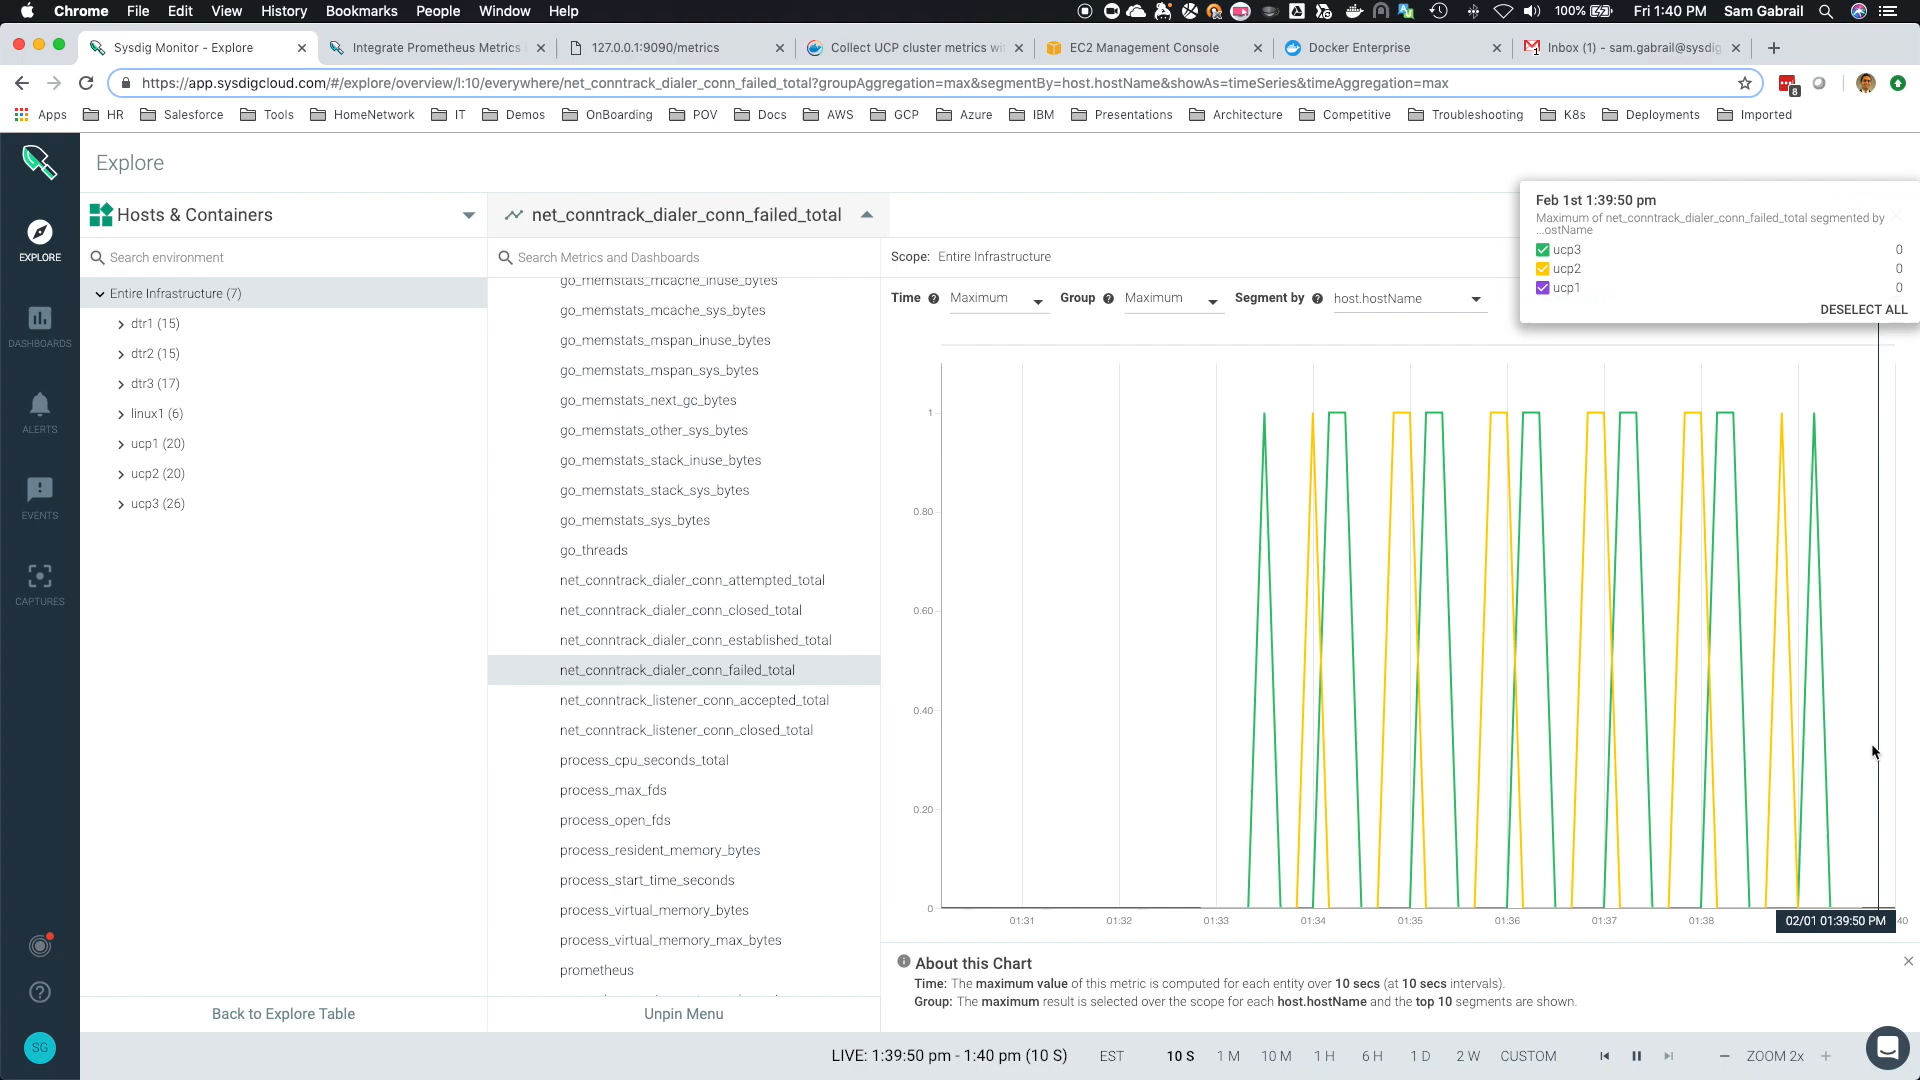 Chrome File Edit View History Bookmarks People Window Help
100% Fri 1:40 PM Sam Gabrail
Sysdig Monitor - Explore
Integrate Prometheus Metrics
127.0.0.1:9090/metrics
Collect UCP cluster metrics wi
EC2 Management Console
Docker Enterprise
Inbox (1) - sam.gabrail@sysdig
https://app.sysdigcloud.com/#/explore/overview/l:10/everywhere/net_conntrack_dialer_conn_failed_total?groupAggregation=max&segmentBy=host.hostName&showAs=timeSeries&timeAggregation=max
8
Apps HR Salesforce Tools HomeNetwork IT Demos OnBoarding POV Docs AWS GCP Azure IBM Presentations Architecture Competitive Troubleshooting K8s Deployments Imported
Explore
EXPLORE
DASHBOARDS
ALERTS
EVENTS
CAPTURES
SG
Hosts & Containers
Search environment
Entire Infrastructure (7)
dtr1 (15)
dtr2 (15)
dtr3 (17)
linux1 (6)
ucp1 (20)
ucp2 (20)
ucp3 (26)
Back to Explore Table
net_conntrack_dialer_conn_failed_total
Search Metrics and Dashboards
go_memstats_mcache_inuse_bytes
go_memstats_mcache_sys_bytes
go_memstats_mspan_inuse_bytes
go_memstats_mspan_sys_bytes
go_memstats_next_gc_bytes
go_memstats_other_sys_bytes
go_memstats_stack_inuse_bytes
go_memstats_stack_sys_bytes
go_memstats_sys_bytes
go_threads
net_conntrack_dialer_conn_attempted_total
net_conntrack_dialer_conn_closed_total
net_conntrack_dialer_conn_established_total
net_conntrack_dialer_conn_failed_total
net_conntrack_listener_conn_accepted_total
net_conntrack_listener_conn_closed_total
process_cpu_seconds_total
process_max_fds
process_open_fds
process_resident_memory_bytes
process_start_time_seconds
process_virtual_memory_bytes
process_virtual_memory_max_bytes
prometheus
Unpin Menu
Scope: Entire Infrastructure
Time Maximum Group Maximum Segment by host.hostName
Feb 1st 1:39:50 pm
Maximum of net_conntrack_dialer_conn_failed_total segmented by
...ostName
ucp3 0
ucp2 0
ucp1 0
DESELECT ALL
1
0.80
0.60
0.40
0.20
0
01:31 01:32 01:33 01:34 01:35 01:36 01:37 01:38 02/01 01:39:50 PM 40
About this Chart
Time: The maximum value of this metric is computed for each entity over 10 secs (at 10 secs intervals).
Group: The maximum result is selected over the scope for each host.hostName and the top 10 segments are shown.
LIVE: 1:39:50 pm - 1:40 pm (10 S) EST 10 S 1 M 10 M 1 H 6 H 1 D 2 W CUSTOM ZOOM 2x